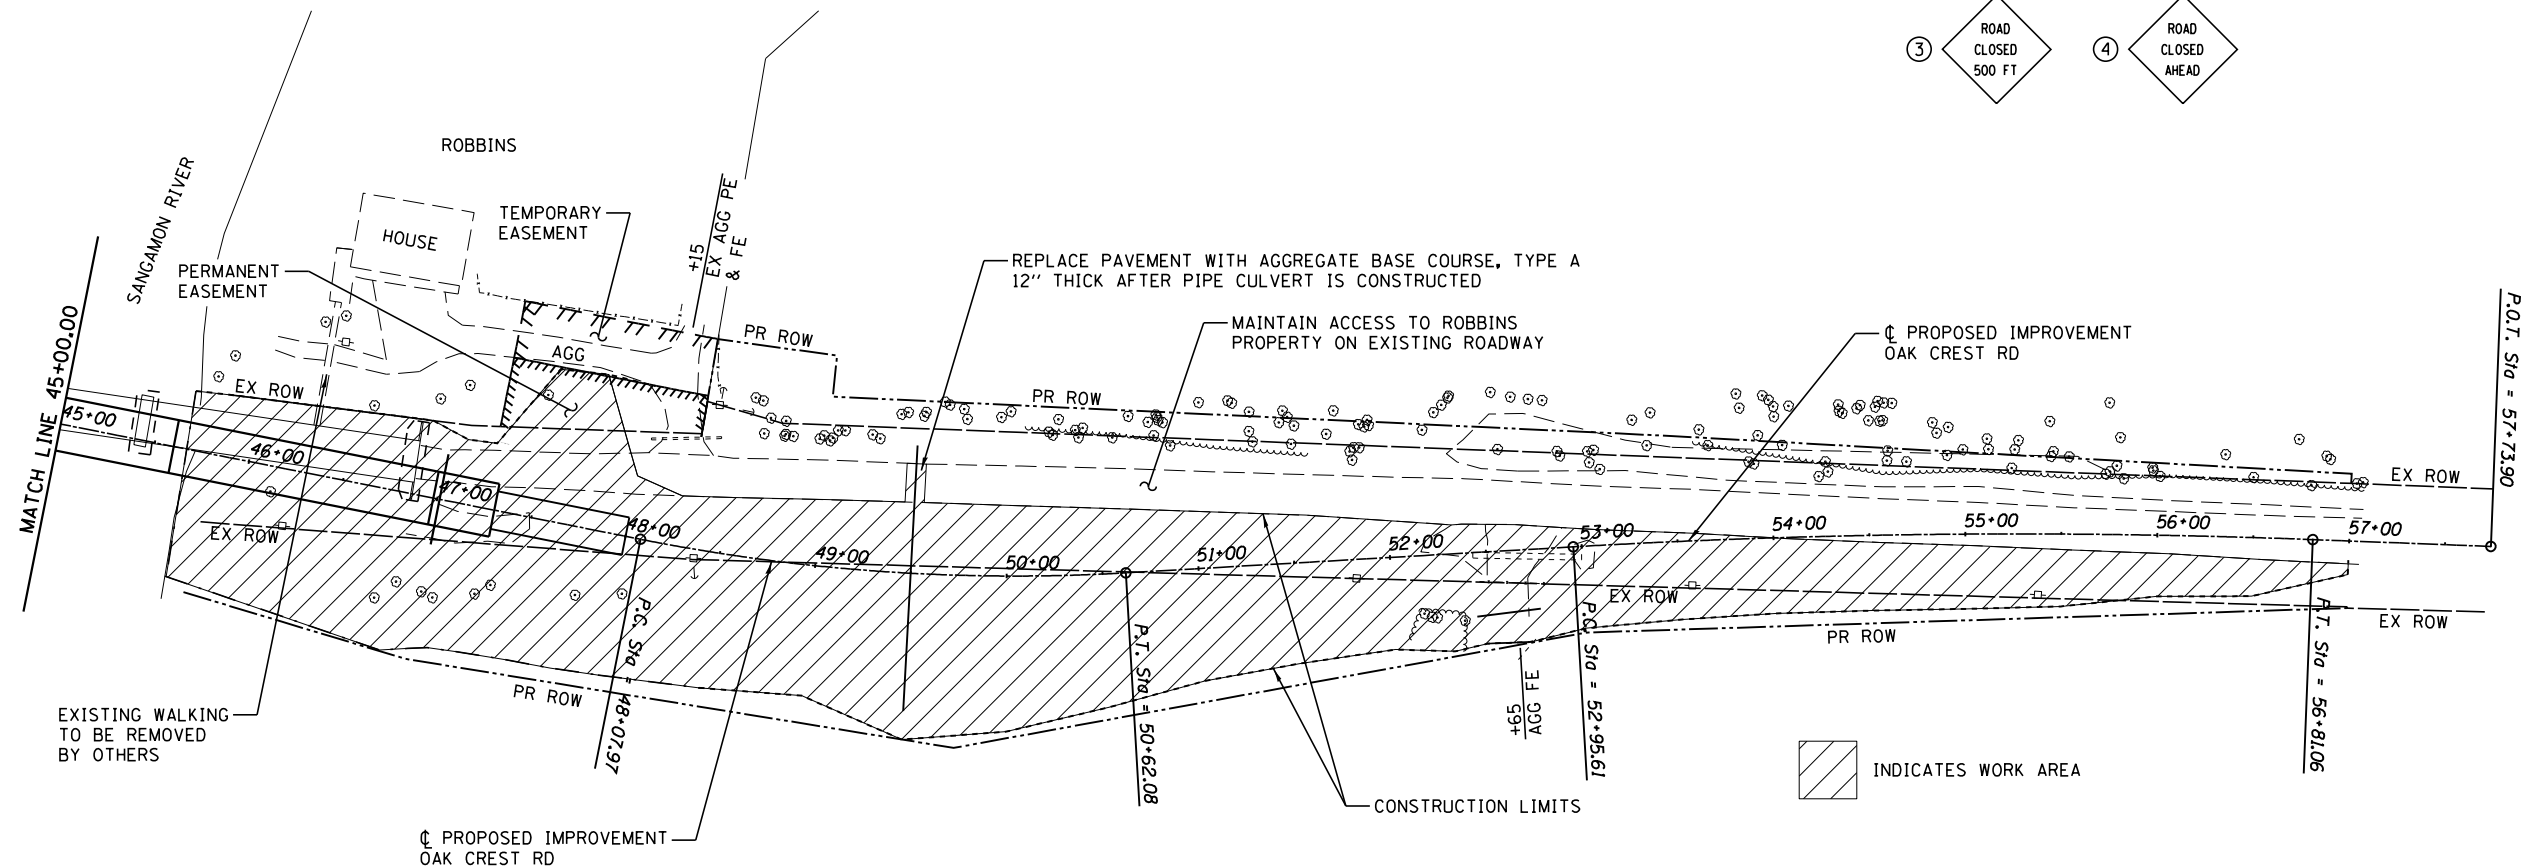 3
ROAD
CLOSED
500 FT
4
ROAD
CLOSED
AHEAD
ROBBINS
SANGAMON RIVER
HOUSE
TEMPORARY
EASEMENT
PERMANENT
EASEMENT
+15
EX AGG PE
& FE
AGG
PR ROW
REPLACE PAVEMENT WITH AGGREGATE BASE COURSE, TYPE A
12'' THICK AFTER PIPE CULVERT IS CONSTRUCTED
MAINTAIN ACCESS TO ROBBINS
PROPERTY ON EXISTING ROADWAY
℄ PROPOSED IMPROVEMENT
OAK CREST RD
P.O.T. Sta = 57+73.90
MATCH LINE 45+00.00
EX ROW
PR ROW
45+00
46+00
47+00
48+00
49+00
50+00
51+00
52+00
53+00
54+00
55+00
56+00
57+00
EX ROW
EX ROW
EX ROW
EX ROW
PR ROW
PR ROW
P.C. Sta = 48+07.97
P.T. Sta = 50+62.08
P.C. Sta = 52+95.61
P.T. Sta = 56+81.06
+65
AGG FE
EXISTING WALKING
TO BE REMOVED
BY OTHERS
INDICATES WORK AREA
CONSTRUCTION LIMITS
℄ PROPOSED IMPROVEMENT
OAK CREST RD